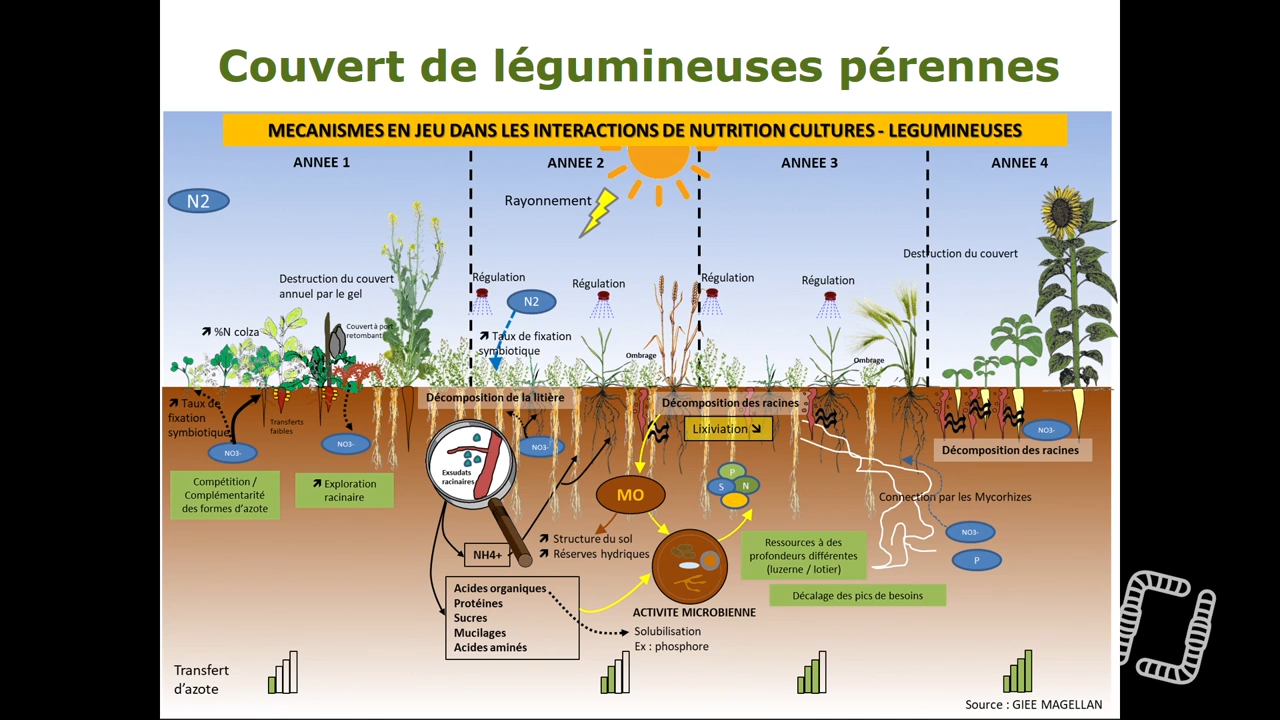 Couvert de légumineuses pérennes
MECANISMES EN JEU DANS LES INTERACTIONS DE NUTRITION CULTURES - LEGUMINEUSES
ANNEE 1
ANNEE 2
ANNEE 3
ANNEE 4
N2
Rayonnement
Destruction du couvert
Destruction du couvert
annuel par le gel
Régulation
Régulation
Régulation
Régulation
N2
↗ %N colza
Couvert à port
retombant
↗ Taux de fixation
symbiotique
Ombrage
Ombrage
↗ Taux de
fixation
symbiotique
Transferts
faibles
NO3-
NO3-
Décomposition de la litière
NO3-
Décomposition des racines
Lixiviation ↘
NO3-
Décomposition des racines
Exsudats
racinaires
Compétition /
Complémentarité
des formes d'azote
↗ Exploration
racinaire
MO
P
S
N
Connection par les Mycorhizes
NO3-
P
↗ Structure du sol
↗ Réserves hydriques
NH4+
Ressources à des
profondeurs différentes
(luzerne / lotier)
Décalage des pics de besoins
Acides organiques
Protéines
Sucres
Mucilages
Acides aminés
ACTIVITE MICROBIENNE
Solubilisation
Ex : phosphore
Transfert
d'azote
Source : GIEE MAGELLAN